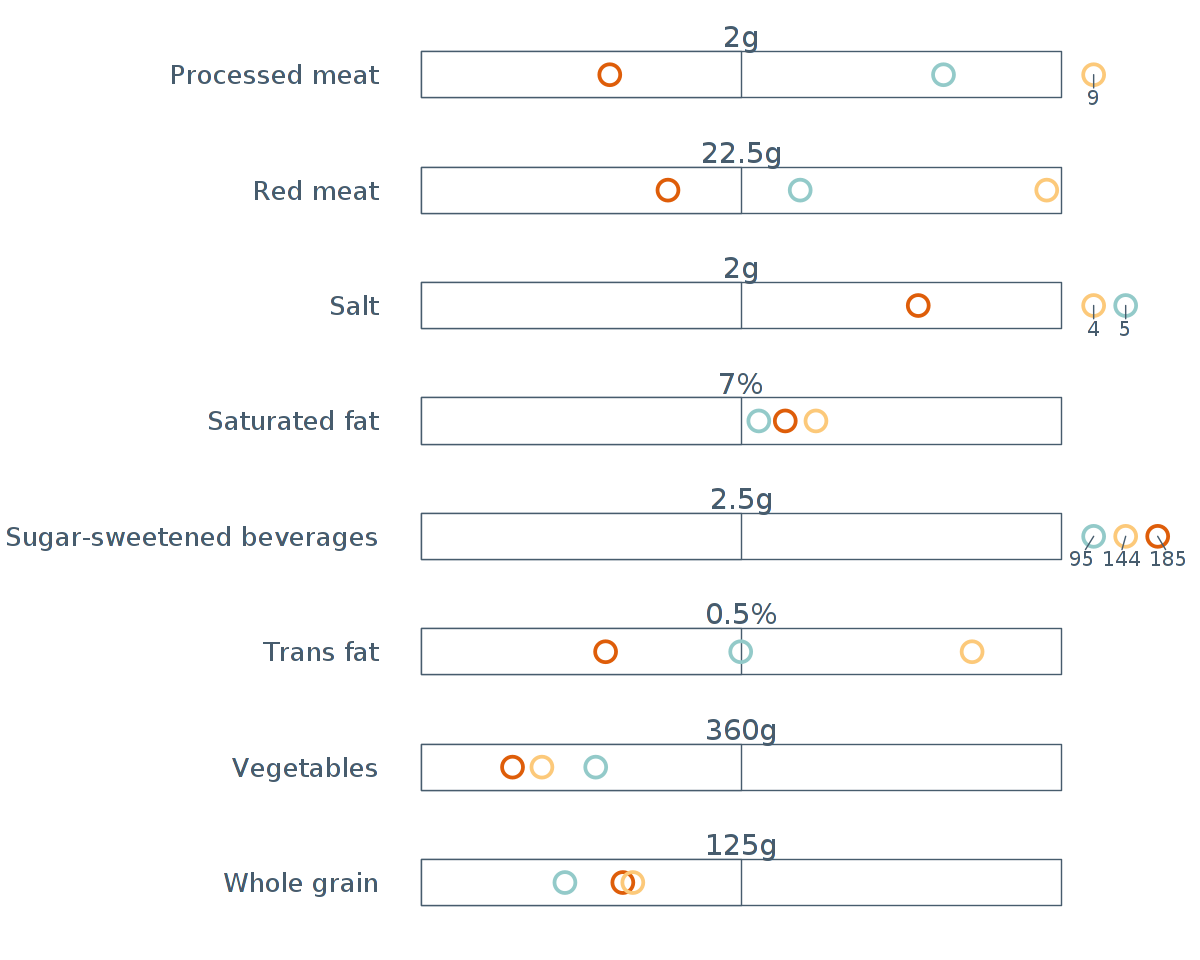 2g
Processed meat
9
22.5g
Red meat
2g
Salt
4 5
7%
Saturated fat
2.5g
Sugar-sweetened beverages
95 144 185
0.5%
Trans fat
360g
Vegetables
125g
Whole grain